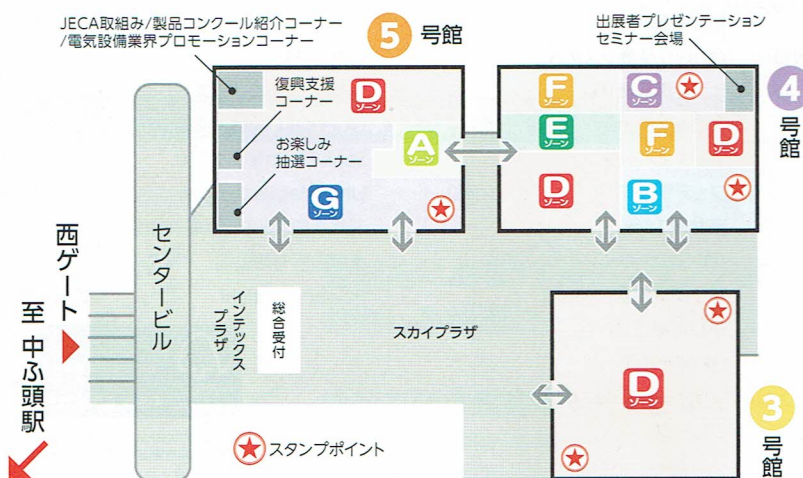 JECA取組み/製品コンクール紹介コーナー
/電気設備業界プロモーションコーナー
5 号館
出展者プレゼンテーション
セミナー会場
4 号館
復興支援
コーナー
お楽しみ
抽選コーナー
D
ゾーン
A
ゾーン
G
ゾーン
F
ゾーン
C
ゾーン
E
ゾーン
F
ゾーン
D
ゾーン
D
ゾーン
B
ゾーン
西ゲート
至 中ふ頭駅
センタービル
インテックス
プラザ
総合受付
スカイプラザ
D
ゾーン
3 号館
スタンプポイント